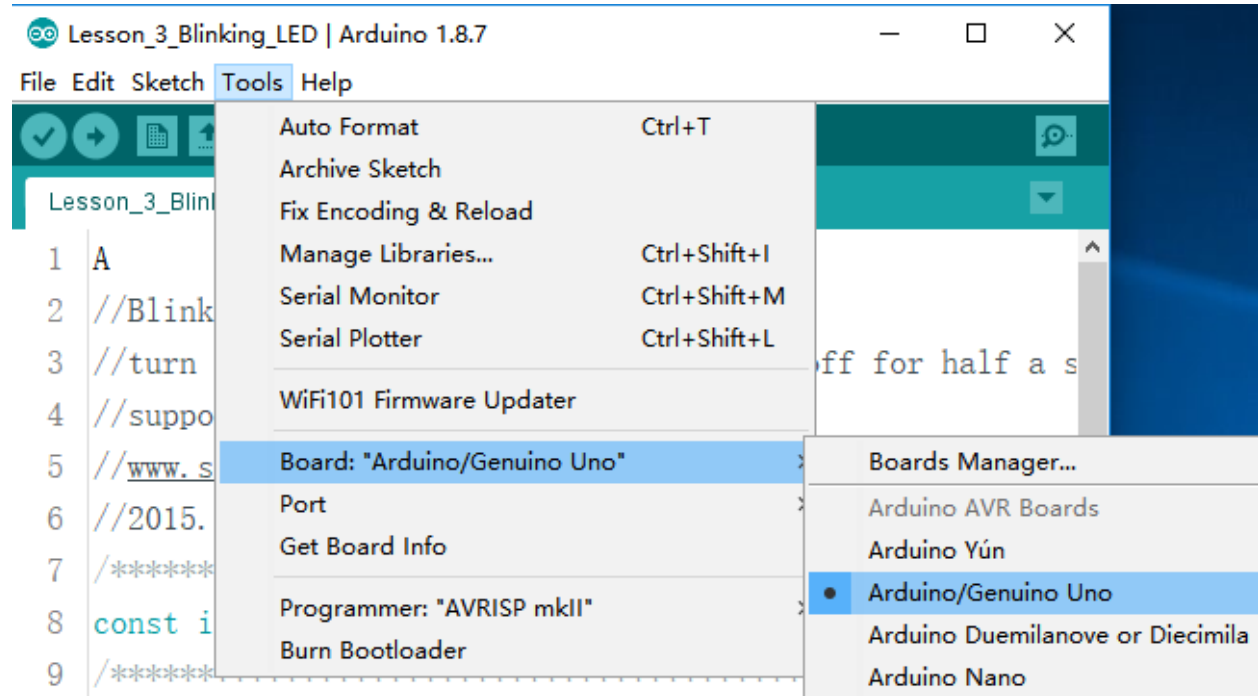 Lesson_3_Blinking_LED | Arduino 1.8.7
File Edit Sketch Tools Help
Lesson_3_Blin
1 A
2 //Blink
3 //turn off for half a s
4 //suppo
5 //www.s
6 //2015.
7 /*******
8 const i
9 /*******
Auto Format Ctrl+T
Archive Sketch
Fix Encoding & Reload
Manage Libraries... Ctrl+Shift+I
Serial Monitor Ctrl+Shift+M
Serial Plotter Ctrl+Shift+L
WiFi101 Firmware Updater
Board: "Arduino/Genuino Uno"
Port
Get Board Info
Programmer: "AVRISP mkII"
Burn Bootloader
Boards Manager...
Arduino AVR Boards
Arduino Yún
Arduino/Genuino Uno
Arduino Duemilanove or Diecimila
Arduino Nano